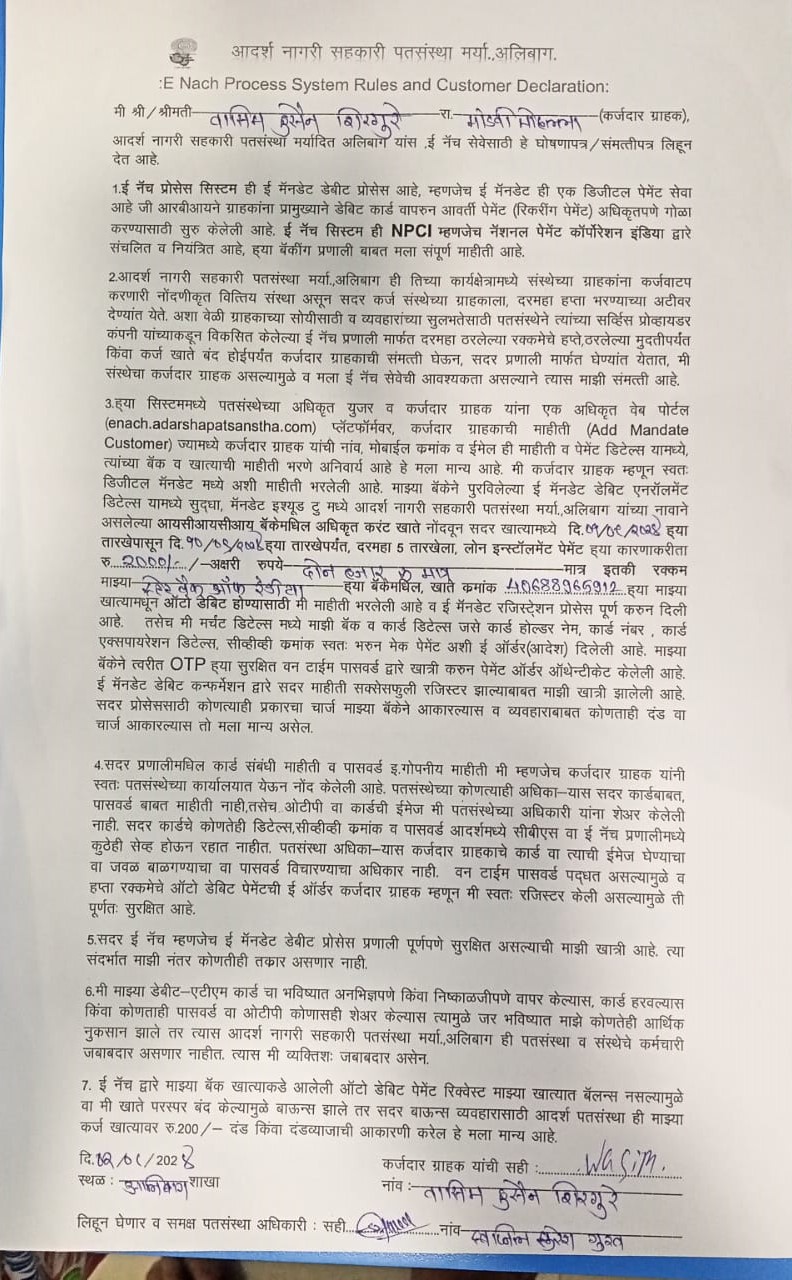 आदर्श नागरी सहकारी पतसंस्था मर्या.,अलिबाग.
:E Nach Process System Rules and Customer Declaration:
मी श्री/श्रीमती वासिम हुसैन शिरगुरे रा. मोहल्ला (कर्जदार ग्राहक),
आदर्श नागरी सहकारी पतसंस्था मर्यादित अलिबाग यांस ,ई नॅच सेवेसाठी हे घोषणापत्र/संमत्तीपत्र लिहून
देत आहे.
1.ई नॅच प्रोसेस सिस्टम ही ई मॅनडेट डेबीट प्रोसेस आहे, म्हणजेच ई मॅनडेट ही एक डिजीटल पेमेंट सेवा
आहे जी आरबीआयने ग्राहकांना प्रामुख्याने डेबिट कार्ड वापरुन आवर्ती पेमेंट (रिकरींग पेमेंट) अधिकृतपणे गोळा
करण्यासाठी सुरु केलेली आहे. ई नॅच सिस्टम ही NPCI म्हणजेच नॅशनल पेमेंट कॉर्पोरेशन इंडिया द्वारे
संचलित व नियंत्रित आहे, हया बॅकींग प्रणाली बाबत मला संपूर्ण माहीती आहे.
2.आदर्श नागरी सहकारी पतसंस्था मर्या.,अलिबाग ही तिच्या कार्यक्षेत्रामध्ये संस्थेच्या ग्राहकांना कर्जवाटप
करणारी नोंदणीकृत वित्तिय संस्था असून सदर कर्ज संस्थेच्या ग्राहकाला, दरमहा हप्ता भरण्याच्या अटीवर
देण्यांत येते. अशा वेळी ग्राहकाच्या सोयीसाठी व व्यवहारांच्या सुलभतेसाठी पतसंस्थेने त्यांच्या सर्व्हिस प्रोव्हायडर
कंपनी यांच्याकडून विकसित केलेल्या ई नॅच प्रणाली मार्फत दरमहा ठरलेल्या रक्कमेचे हप्ते,ठरलेल्या मुदतीपर्यंत
किंवा कर्ज खाते बंद होईपर्यंत कर्जदार ग्राहकाची संमत्ती घेऊन, सदर प्रणाली मार्फत घेण्यांत येतात, मी
संस्थेचा कर्जदार ग्राहक असल्यामुळे व मला ई नॅच सेवेची आवश्यकता असल्याने त्यास माझी संमत्ती आहे.
3.हया सिस्टममध्ये पतसंस्थेच्या अधिकृत युजर व कर्जदार ग्राहक यांना एक अधिकृत वेब पोर्टल
(enach.adarshapatsanstha.com) प्लॅटफॉर्मवर, कर्जदार ग्राहकाची माहीती (Add Mandate
Customer) ज्यामध्ये कर्जदार ग्राहक यांची नांव, मोबाईल क्रमांक व ईमेल ही माहीती व पेमेंट डिटेल्स यामध्ये,
त्यांच्या बॅक व खात्याची माहीती भरणे अनिवार्य आहे हे मला मान्य आहे. मी कर्जदार ग्राहक म्हणून स्वतः
डिजीटल मॅनडेट मध्ये अशी माहीती भरलेली आहे. माझ्या बॅकेने पुरविलेल्या ई मॅनडेट डेबिट एनरॉलमेंट
डिटेल्स यामध्ये सुद्धा, मॅनडेट इश्यूड टु मध्ये आदर्श नागरी सहकारी पतसंस्था मर्या.,अलिबाग यांच्या नावाने
असलेल्या आयसीआयसीआय् बॅकेमधिल अधिकृत करंट खाते नोंदवून सदर खात्यामध्ये दि. हया
तारखेपासून दि. हया तारखेपर्यंत, दरमहा 5 तारखेला, लोन इन्स्टॉलमेंट पेमेंट हया कारणाकरीता
रु. 2000/- /-अक्षरी रुपये दोन हजार रु मात्र मात्र इतकी रक्कम
माझ्या बँक ऑफ इंडीया हया बॅकेमधिल, खाते क्रमांक 40688965912 हया माझ्या
खात्यामधून ऑटो डेबिट होण्यासाठी मी माहीती भरलेली आहे व ई मॅनडेट रजिस्ट्रेशन प्रोसेस पूर्ण करुन दिली
आहे. तसेच मी मर्चंट डिटेल्स मध्ये माझी बॅक व कार्ड डिटेल्स जसे कार्ड होल्डर नेम, कार्ड नंबर , कार्ड
एक्सपायरेशन डिटेल्स, सीव्हीव्ही क्रमांक स्वतः भरुन मेक पेमेंट अशी ई ऑर्डर(आदेश) दिलेली आहे. माझ्या
बॅकेने त्वरीत OTP हया सुरक्षित वन टाईम पासवर्ड द्वारे खात्री करुन पेमेंट ऑर्डर ऑथेन्टीकेट केलेली आहे.
ई मॅनडेट डेबिट कन्फर्मेशन द्वारे सदर माहीती सक्सेसफुली रजिस्टर झाल्याबाबत माझी खात्री झालेली आहे.
सदर प्रोसेससाठी कोणत्याही प्रकारचा चार्ज माझ्या बॅकेने आकारल्यास व व्यवहाराबाबत कोणताही दंड वा
चार्ज आकारल्यास तो मला मान्य असेल.
4.सदर प्रणालीमधिल कार्ड संबंधी माहीती व पासवर्ड इ.गोपनीय माहीती मी म्हणजेच कर्जदार ग्राहक यांनी
स्वतः पतसंस्थेच्या कार्यालयात येऊन नोंद केलेली आहे. पतसंस्थेच्या कोणत्याही अधिका-यास सदर कार्डबाबत,
पासवर्ड बाबत माहीती नाही,तसेच ओटीपी वा कार्डची ईमेज मी पतसंस्थेच्या अधिकारी यांना शेअर केलेली
नाही. सदर कार्डचे कोणतेही डिटेल्स,सीव्हीव्ही क्रमांक व पासवर्ड आदर्शमध्ये सीबीएस वा ई नॅच प्रणालीमध्ये
कुठेही सेव्ह होऊन रहात नाहीत. पतसंस्था अधिका-यास कर्जदार ग्राहकाचे कार्ड वा त्याची ईमेज घेण्याचा
वा जवळ बाळगण्याचा वा पासवर्ड विचारण्याचा अधिकार नाही. वन टाईम पासवर्ड पद्धत असल्यामुळे व
हप्ता रक्कमेचे ऑटो डेबिट पेमेंटची ई ऑर्डर कर्जदार ग्राहक म्हणून मी स्वतः रजिस्टर केली असल्यामुळे ती
पूर्णतः सुरक्षित आहे.
5.सदर ई नॅच म्हणजेच ई मॅनडेट डेबीट प्रोसेस प्रणाली पूर्णपणे सुरक्षित असल्याची माझी खात्री आहे. त्या
संदर्भात माझी नंतर कोणतीही तक्रार असणार नाही.
6.मी माझ्या डेबीट-एटीएम कार्ड चा भविष्यात अनभिज्ञपणे किंवा निष्काळजीपणे वापर केल्यास, कार्ड हरवल्यास
किंवा कोणताही पासवर्ड वा ओटीपी कोणासही शेअर केल्यास त्यामुळे जर भविष्यात माझे कोणतेही आर्थिक
नुकसान झाले तर त्यास आदर्श नागरी सहकारी पतसंस्था मर्या.,अलिबाग ही पतसंस्था व संस्थेचे कर्मचारी
जबाबदार असणार नाहीत. त्यास मी व्यक्तिशः जबाबदार असेन.
7. ई नॅच द्वारे माझ्या बॅक खात्याकडे आलेली ऑटो डेबिट पेमेंट रिक्वेस्ट माझ्या खात्यात बॅलन्स नसल्यामुळे
वा मी खाते परस्पर बंद केल्यामुळे बाऊन्स झाले तर सदर बाऊन्स व्यवहारासाठी आदर्श पतसंस्था ही माझ्या
कर्ज खात्यावर रु.200/- दंड किंवा दंडव्याजाची आकारणी करेल हे मला मान्य आहे.
दि. /202 कर्जदार ग्राहक यांची सही : Wasim.
स्थळ : अलिबाग शाखा नांव : वासिम हुसैन शिरगुरे
लिहून घेणार व समक्ष पतसंस्था अधिकारी : सही नांव